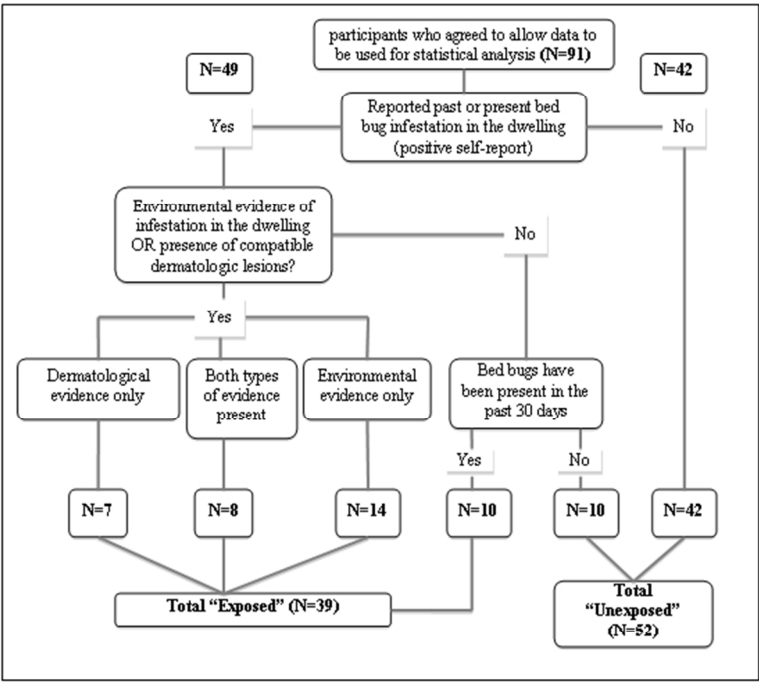 participants who agreed to allow data to
be used for statistical analysis (N=91)
N=49
N=42
Reported past or present bed
bug infestation in the dwelling
(positive self-report)
Yes
No
Environmental evidence of
infestation in the dwelling
OR presence of compatible
dermatologic lesions?
No
Yes
Dermatological
evidence only
Both types
of evidence
present
Environmental
evidence only
Bed bugs have
been present in the
past 30 days
Yes
No
N=7
N=8
N=14
N=10
N=10
N=42
Total “Exposed” (N=39)
Total
“Unexposed”
(N=52)